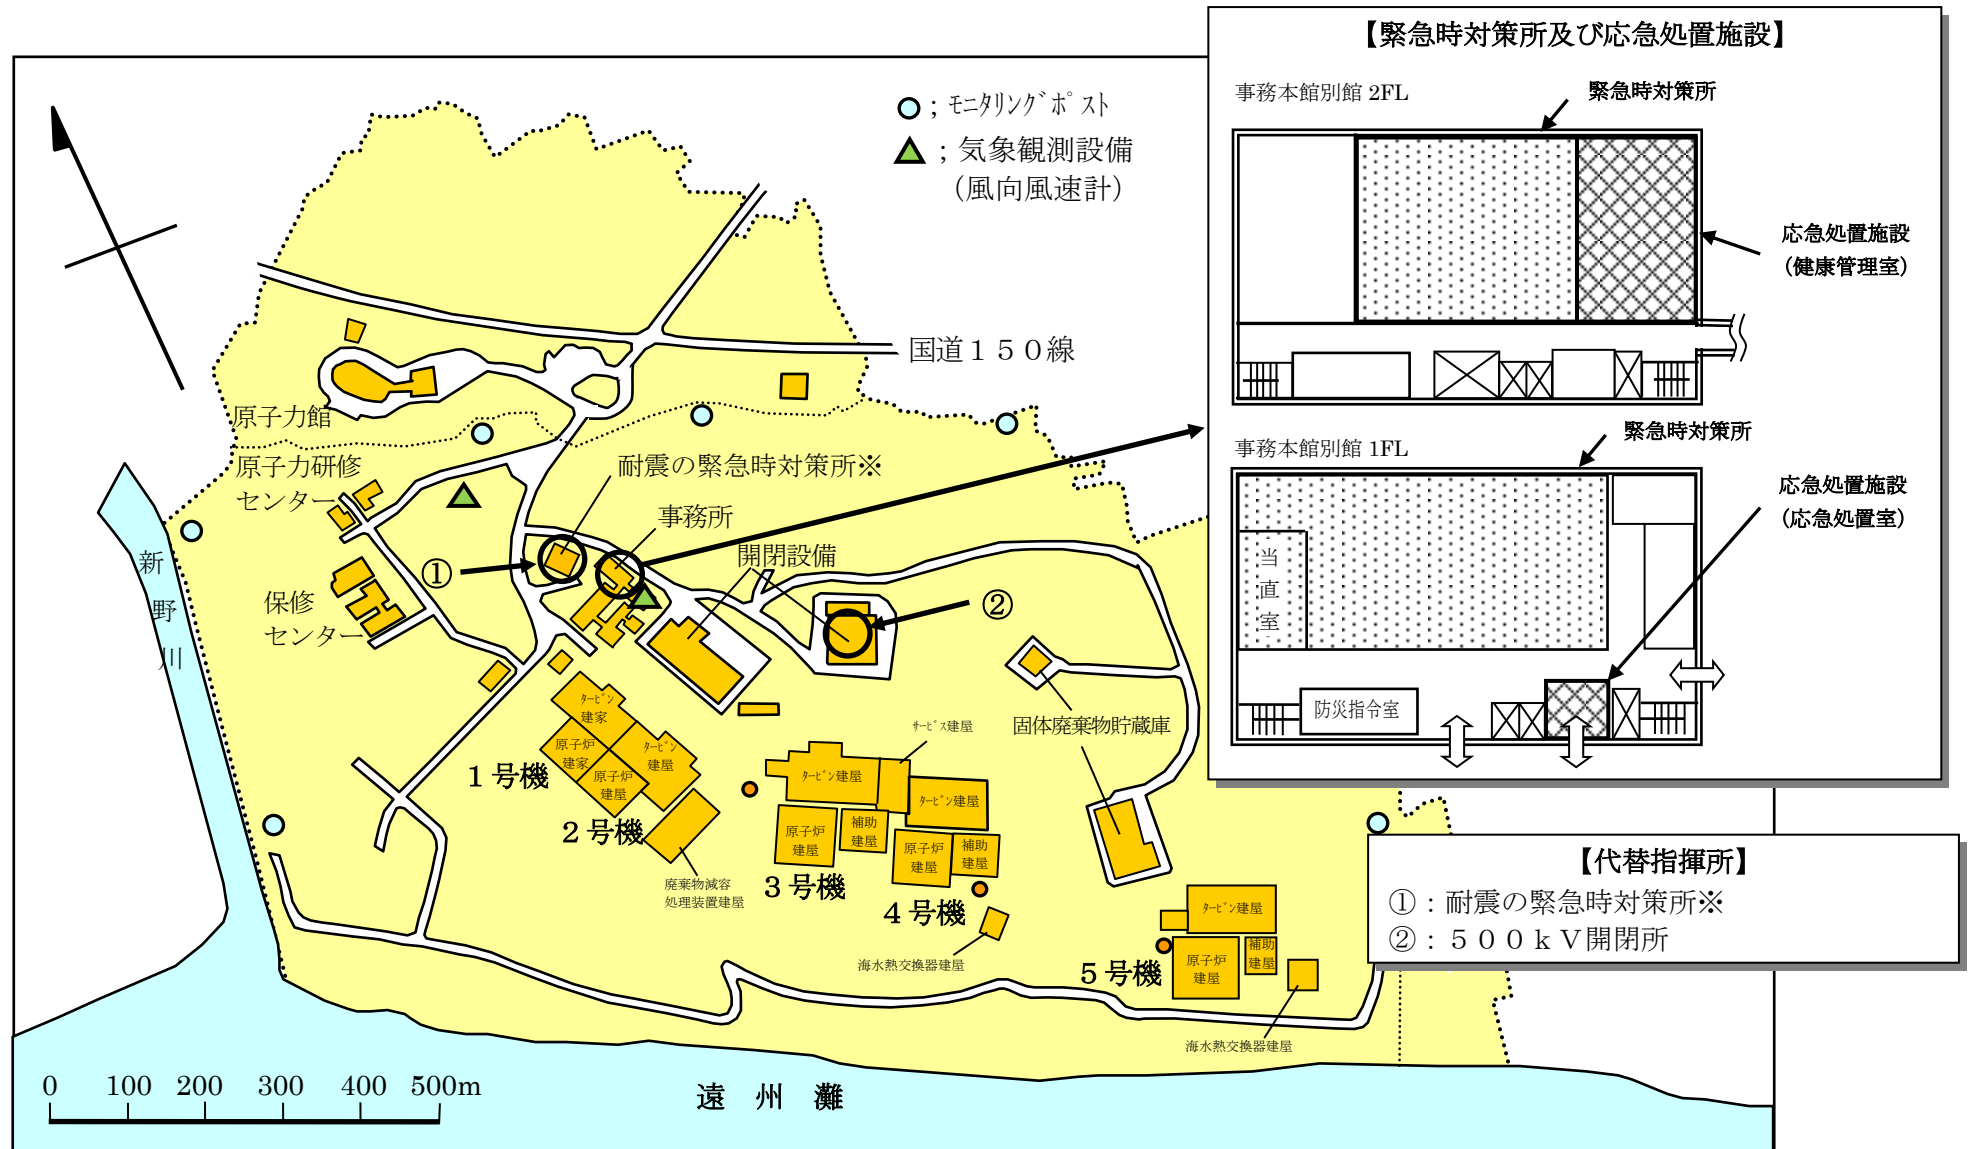 【緊急時対策所及び応急処置施設】
事務本館別館 2FL
緊急時対策所
応急処置施設
(健康管理室)
事務本館別館 1FL
緊急時対策所
応急処置施設
(応急処置室)
当直室
防災指令室
；ﾓﾆﾀﾘﾝｸﾞﾎﾟｽﾄ
；気象観測設備
(風向風速計)
国道１５０線
原子力館
原子力研修
センター
耐震の緊急時対策所※
事務所
開閉設備
①
②
新野川
保修
センター
固体廃棄物貯蔵庫
ﾀｰﾋﾞﾝ
建家
原子炉
建家
ﾀｰﾋﾞﾝ
建屋
原子炉
建屋
１号機
２号機
廃棄物減容
処理装置建屋
ｻｰﾋﾞｽ建屋
ﾀｰﾋﾞﾝ建屋
ﾀｰﾋﾞﾝ建屋
原子炉
建屋
補助
建屋
原子炉
建屋
補助
建屋
３号機
４号機
海水熱交換器建屋
ﾀｰﾋﾞﾝ建屋
原子炉
建屋
補助
建屋
５号機
海水熱交換器建屋
【代替指揮所】
①：耐震の緊急時対策所※
②：５００ｋＶ開閉所
0 100 200 300 400 500m
遠 州 灘